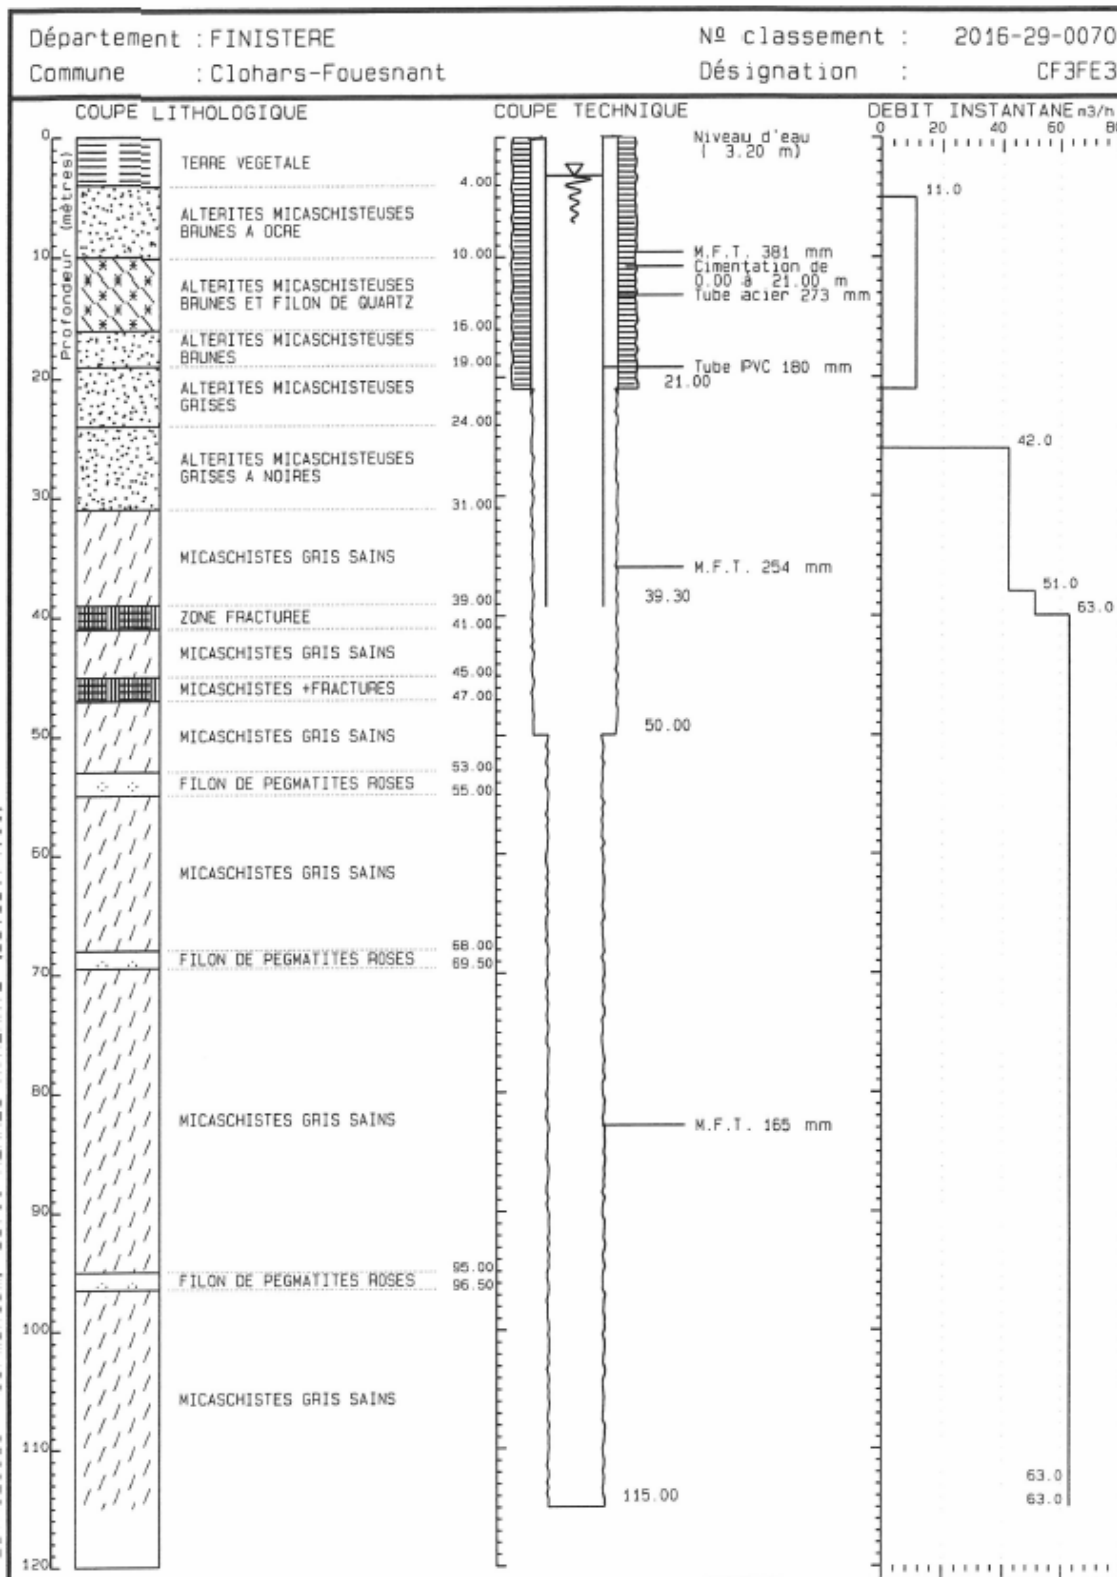 Département : FINISTERE
Nº classement : 2016-29-0070
Commune : Clohars-Fouesnant
Désignation : CF3FE3
COUPE LITHOLOGIQUE
COUPE TECHNIQUE
DEBIT INSTANTANE m3/h
Profondeur (mètres)
0
10
20
30
40
50
60
70
80
90
100
110
120
TERRE VEGETALE
4.00
ALTERITES MICASCHISTEUSES
BRUNES A OCRE
10.00
ALTERITES MICASCHISTEUSES
BRUNES ET FILON DE QUARTZ
16.00
ALTERITES MICASCHISTEUSES
BRUNES
19.00
ALTERITES MICASCHISTEUSES
GRISES
24.00
ALTERITES MICASCHISTEUSES
GRISES A NOIRES
31.00
MICASCHISTES GRIS SAINS
39.00
ZONE FRACTUREE
41.00
MICASCHISTES GRIS SAINS
45.00
MICASCHISTES +FRACTURES
47.00
MICASCHISTES GRIS SAINS
53.00
FILON DE PEGMATITES ROSES
55.00
MICASCHISTES GRIS SAINS
68.00
FILON DE PEGMATITES ROSES
69.50
MICASCHISTES GRIS SAINS
95.00
FILON DE PEGMATITES ROSES
96.50
MICASCHISTES GRIS SAINS
Niveau d'eau
( 3.20 m)
M.F.T. 381 mm
Cimentation de
0.00 à 21.00 m
Tube acier 273 mm
Tube PVC 180 mm
21.00
M.F.T. 254 mm
39.30
50.00
M.F.T. 165 mm
115.00
0 20 40 60 80
11.0
42.0
51.0
63.0
63.0
63.0